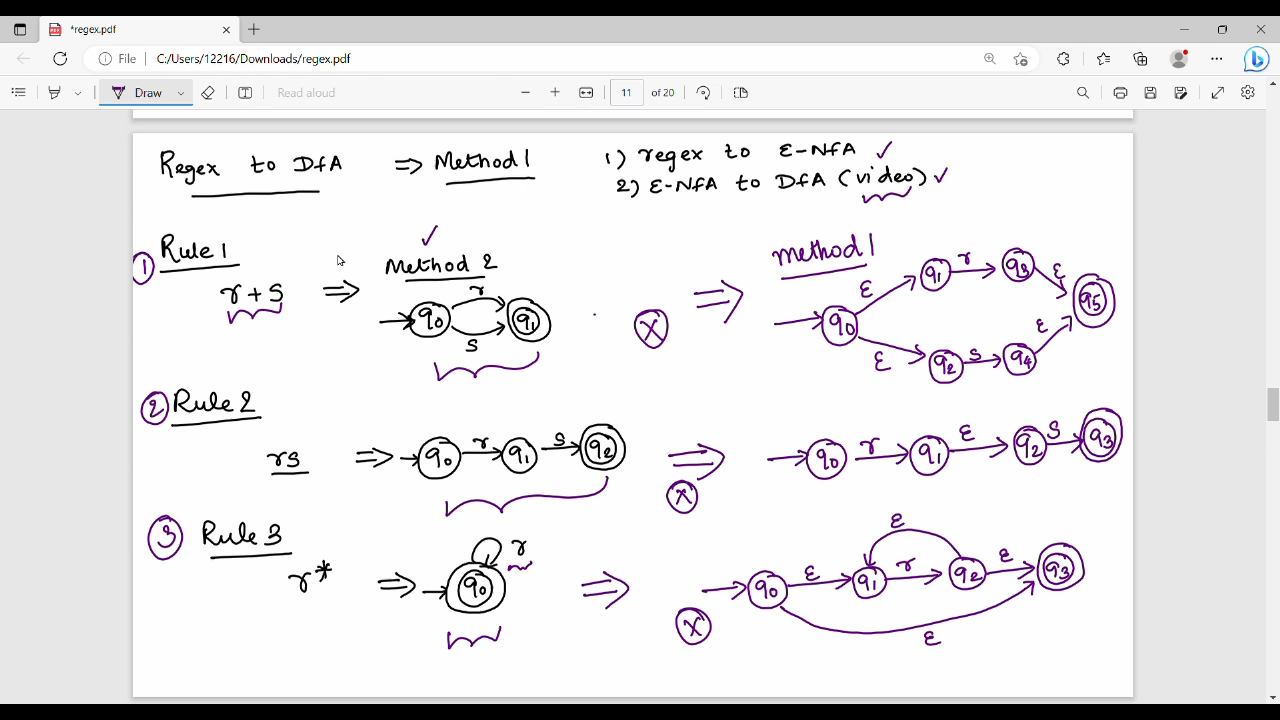 *regex.pdf
File C:/Users/12216/Downloads/regex.pdf
Draw Read aloud 11 of 20
Regex to DfA ⇒ Method 1
1) regex to ε-NfA ✓
2) ε-NfA to DfA (video) ✓
① Rule 1
r + s ⇒
✓
Method 2
q0 r q1
s
X ⇒
method 1
q0 ε q1 r q3 ε q5
ε q2 s q4 ε
② Rule 2
rs ⇒ q0 r q1 s q2
⇒ q0 r q1 ε q2 s q3
X
③ Rule 3
r* ⇒ q0 r
⇒ q0 ε q1 r q2 ε q3
ε
X
ε